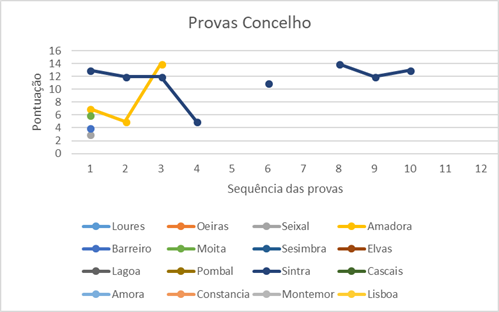 Provas Concelho
Pontuação
16
14
12
10
8
6
4
2
0
1 2 3 4 5 6 7 8 9 10 11 12
Sequência das provas
Loures Oeiras Seixal Amadora
Barreiro Moita Sesimbra Elvas
Lagoa Pombal Sintra Cascais
Amora Constancia Montemor Lisboa